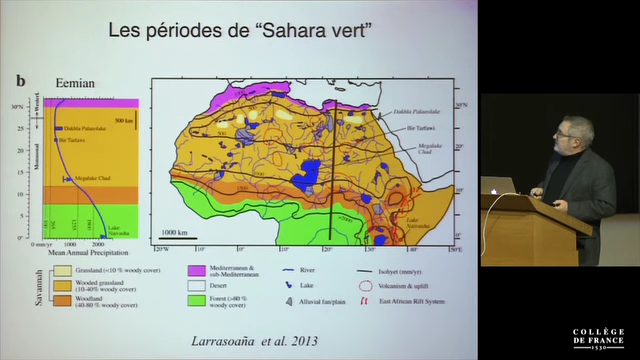 Les périodes de “Sahara vert”
b
Eemian
30°N
20°
10°
0°
Monsoonal
Westerl.
500 km
Dakhla Palaeolake
Bir Tarfawi
Megalake Chad
Lake Naivasha
0 mm/yr
1000
2000
Mean Annual Precipitation
Dakhla Palaeolake
Bir Tarfawi
Megalake Chad
Lake Naivasha
1000 km
>2000
20°W
10°
0°
10°
20°
30°
40°
50°E
30°N
20°
10°
0°
Savannah
Grassland (<10 % woody cover)
Wooded grassland (10-40% woody cover)
Woodland (40-80 % woody cover)
Mediterranean & sub-Mediterranean
Desert
Forest (>80 % woody cover)
River
Lake
Alluvial fan/plain
Isohyet (mm/yr)
Volcanism & uplift
East African Rift System
Larrasoaña et al. 2013
COLLÈGE
DE FRANCE
1530